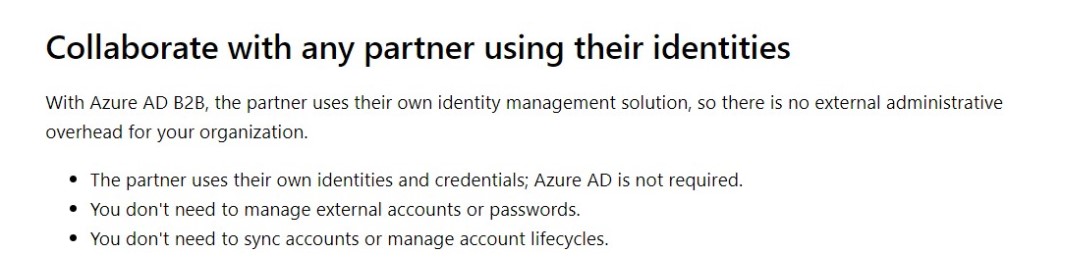 Collaborate with any partner using their identities
With Azure AD B2B, the partner uses their own identity management solution, so there is no external administrative
overhead for your organization.
• The partner uses their own identities and credentials; Azure AD is not required.
• You don't need to manage external accounts or passwords.
• You don't need to sync accounts or manage account lifecycles.